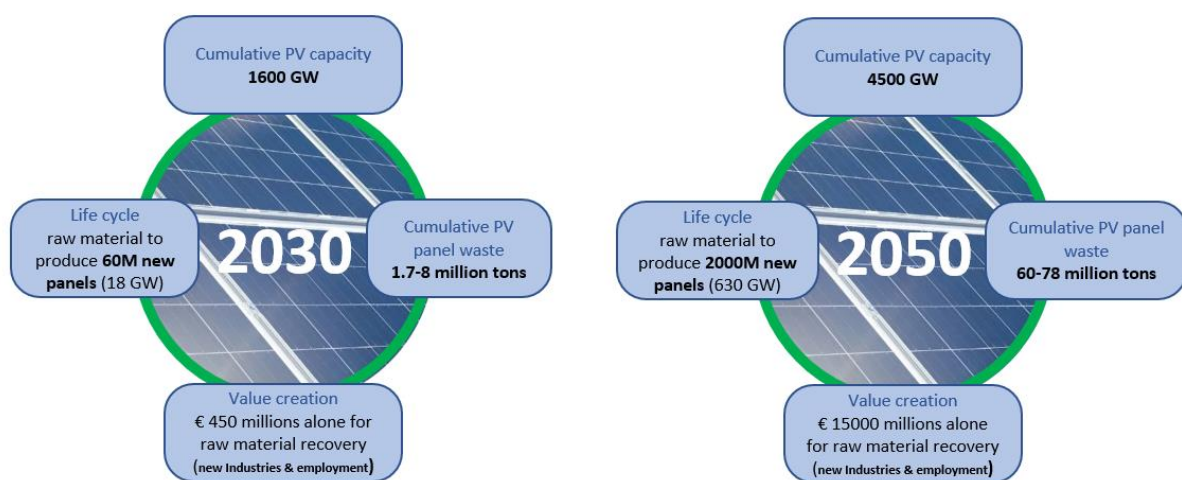 Cumulative PV capacity
1600 GW
Life cycle
raw material to
produce 60M new
panels (18 GW)
2030
Cumulative PV
panel waste
1.7-8 million tons
Value creation
€ 450 millions alone for
raw material recovery
(new Industries & employment)
Cumulative PV capacity
4500 GW
Life cycle
raw material to
produce 2000M new
panels (630 GW)
2050
Cumulative PV panel
waste
60-78 million tons
Value creation
€ 15000 millions alone
for raw material recovery
(new Industries & employment)